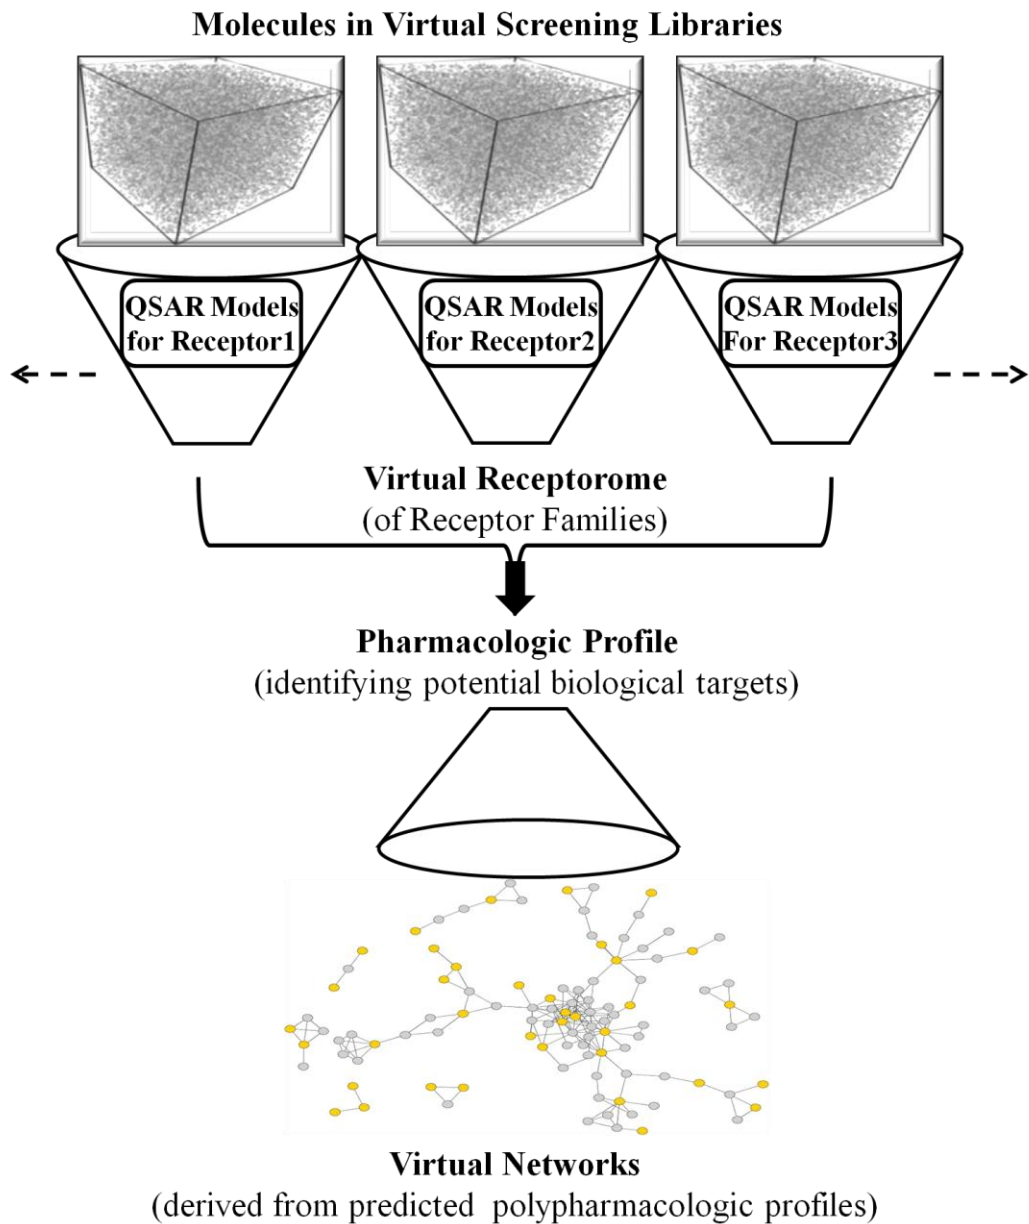 Molecules in Virtual Screening Libraries
QSAR Models
for Receptor1
QSAR Models
for Receptor2
QSAR Models
For Receptor3
Virtual Receptorome
(of Receptor Families)
Pharmacologic Profile
(identifying potential biological targets)
Virtual Networks
(derived from predicted polypharmacologic profiles)